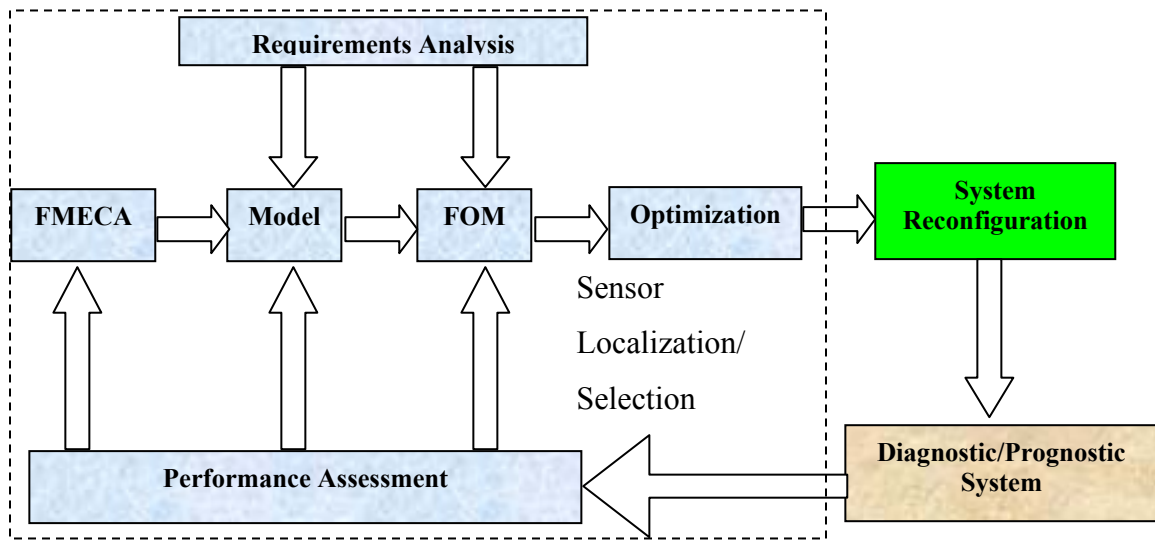 Requirements Analysis
FMECA
Model
FOM
Optimization
System
Reconfiguration
Sensor
Localization/
Selection
Performance Assessment
Diagnostic/Prognostic
System